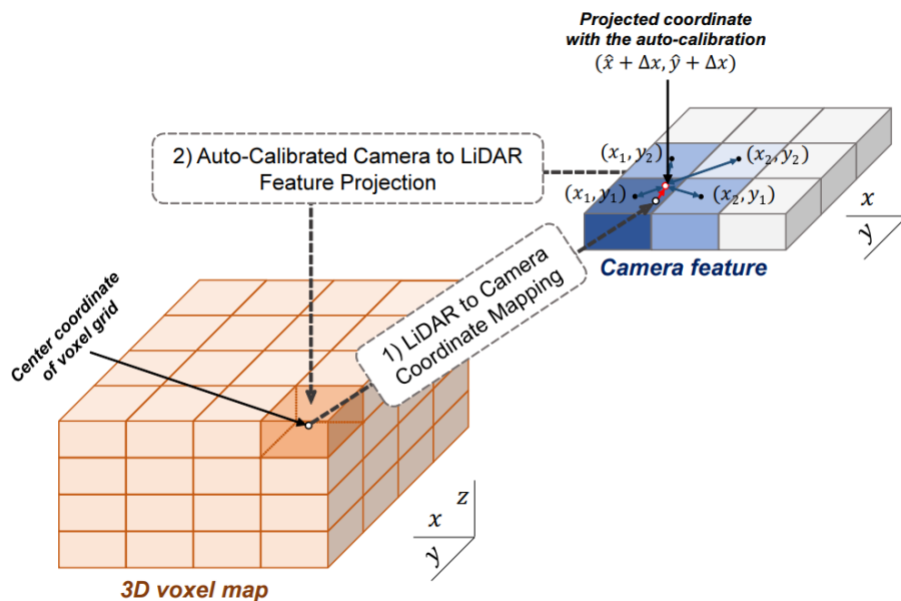 Projected coordinate
with the auto-calibration
(x̂ + Δx, ŷ + Δx)
2) Auto-Calibrated Camera to LiDAR
Feature Projection
(x₁, y₂)
(x₂, y₂)
(x₁, y₁)
(x₂, y₁)
x
y
Camera feature
1) LiDAR to Camera
Coordinate Mapping
Center coordinate
of voxel grid
z
x
y
3D voxel map